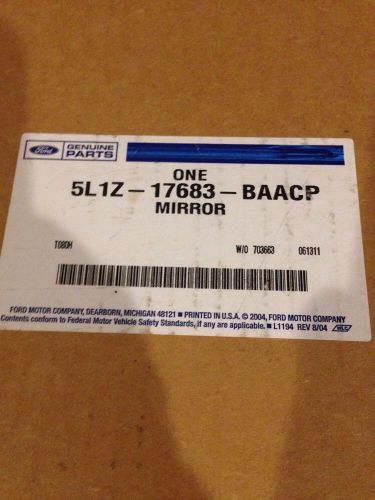 Ford
GENUINE
PARTS
ONE
5L1Z-17683-BAACP
MIRROR
T080H
W/O 703663
061311
FORD MOTOR COMPANY, DEARBORN, MICHIGAN 48121 ■ PRINTED IN U.S.A. © 2004, FORD MOTOR COMPANY
Contents conform to Federal Motor Vehicle Safety Standards, if any are applicable. ■ L1194 REV 8/04